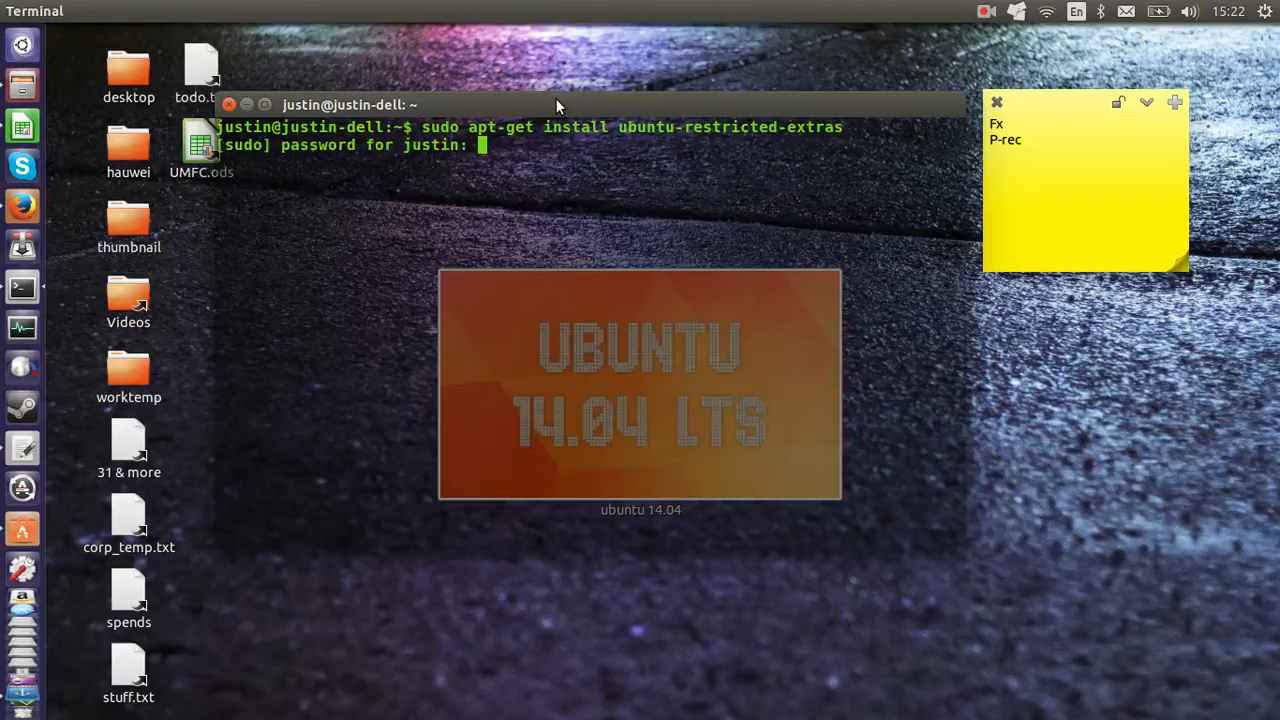 Terminal
En
15:22
desktop
todo.t
justin@justin-dell: ~
justin@justin-dell:~$ sudo apt-get install ubuntu-restricted-extras
[sudo] password for justin:
Fx
P-rec
hauwei
UMFC.ods
thumbnail
Videos
UBUNTU
14.04 LTS
ubuntu 14.04
worktemp
31 & more
corp_temp.txt
spends
stuff.txt